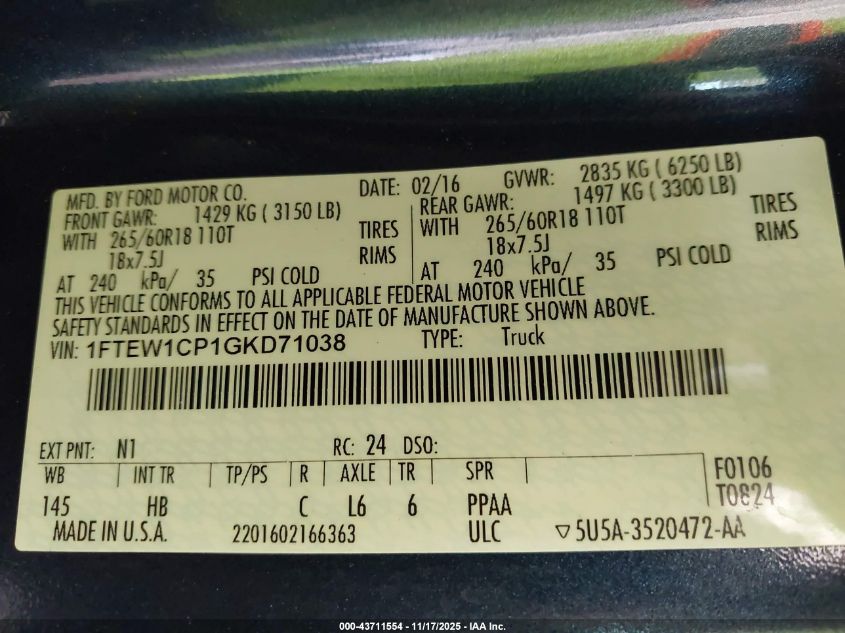 MFD. BY FORD MOTOR CO. DATE: 02/16 GVWR: 2835 KG ( 6250 LB)
FRONT GAWR: 1429 KG ( 3150 LB) REAR GAWR: 1497 KG ( 3300 LB)
WITH 265/60R18 110T TIRES WITH 265/60R18 110T TIRES
18x7.5J RIMS 18x7.5J RIMS
AT 240 kPa/ 35 PSI COLD AT 240 kPa/ 35 PSI COLD
THIS VEHICLE CONFORMS TO ALL APPLICABLE FEDERAL MOTOR VEHICLE
SAFETY STANDARDS IN EFFECT ON THE DATE OF MANUFACTURE SHOWN ABOVE.
VIN: 1FTEW1CP1GKD71038 TYPE: Truck
EXT PNT: N1 RC: 24 DSO:
WB INT TR TP/PS R AXLE TR SPR F0106
T0824
145 HB C L6 6 PPAA
MADE IN U.S.A. 2201602166363 ULC ▽5U5A-3520472-AA
000-43711554 - 11/17/2025 - IAA Inc.